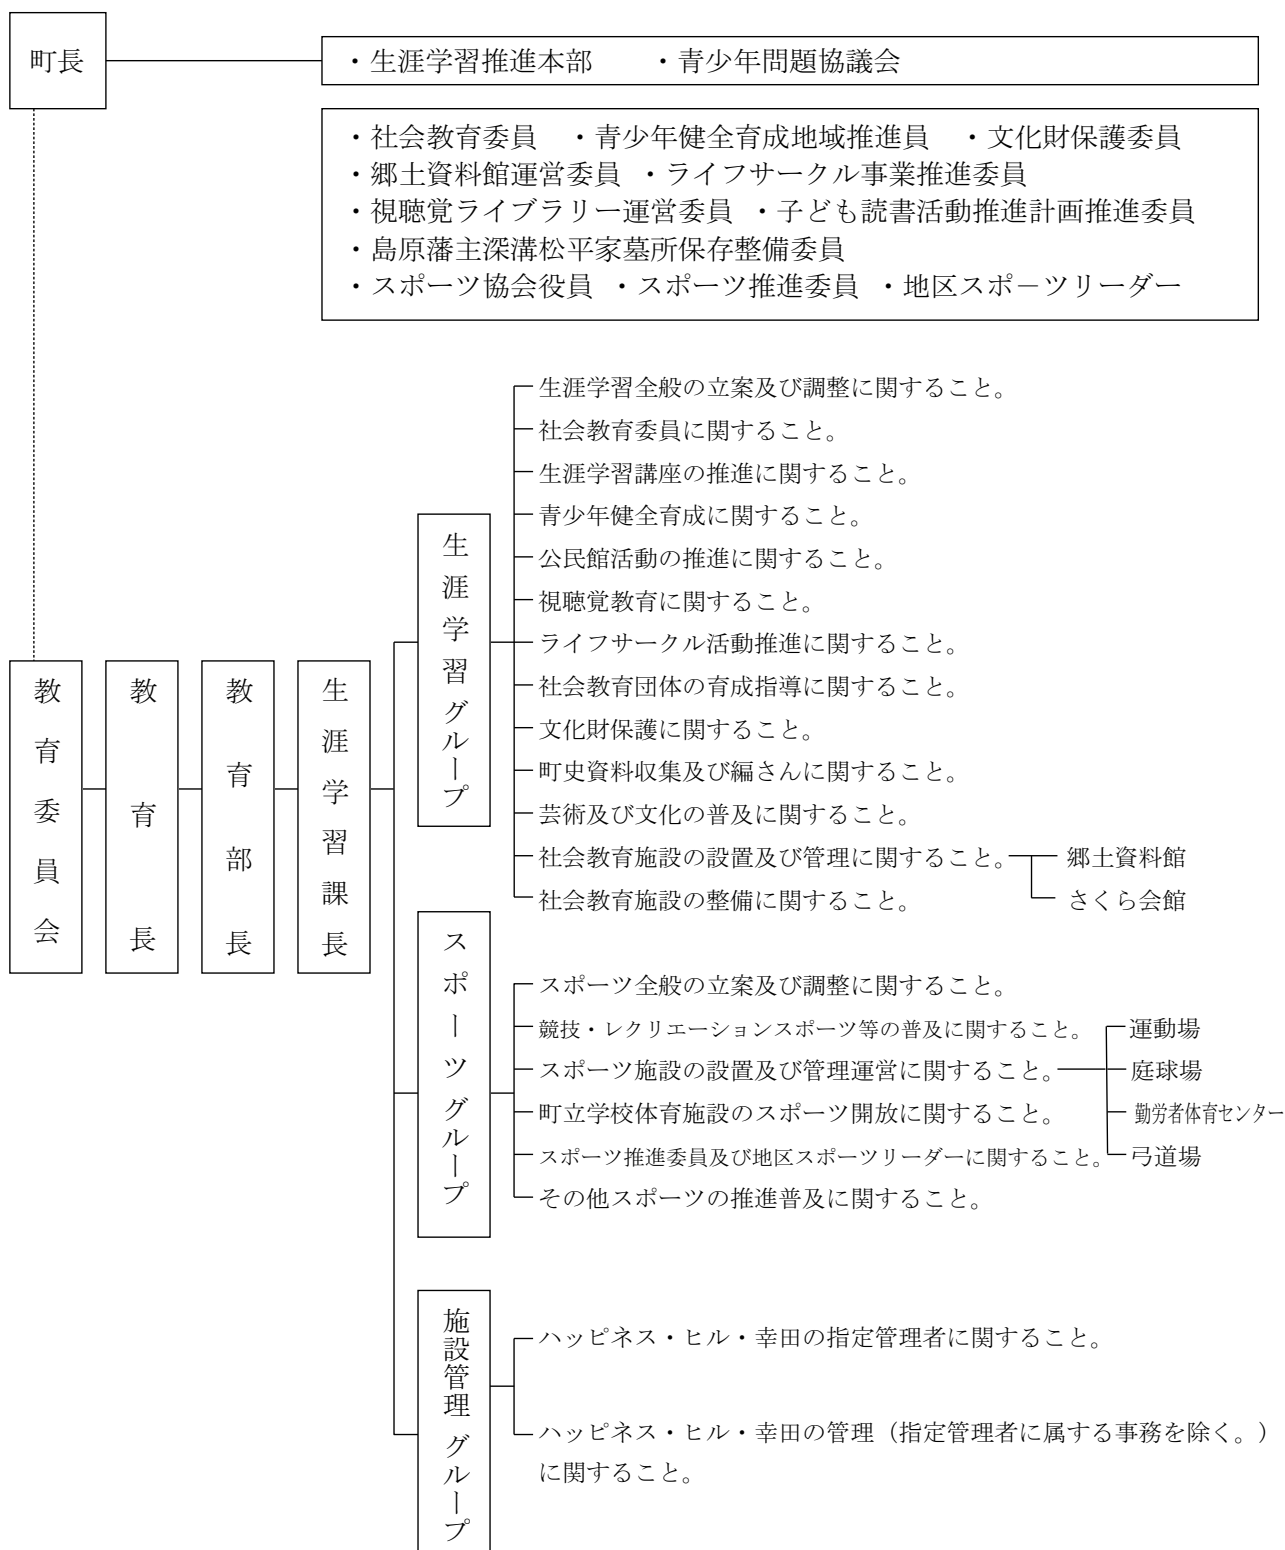 町長
・生涯学習推進本部　・青少年問題協議会
・社会教育委員　・青少年健全育成地域推進員　・文化財保護委員
・郷土資料館運営委員　・ライフサークル事業推進委員
・視聴覚ライブラリー運営委員　・子ども読書活動推進計画推進委員
・島原藩主深溝松平家墓所保存整備委員
・スポーツ協会役員　・スポーツ推進委員　・地区スポ－ツリーダー
教育委員会
教育長
教育部長
生涯学習課長
生涯学習グループ
生涯学習全般の立案及び調整に関すること。
社会教育委員に関すること。
生涯学習講座の推進に関すること。
青少年健全育成に関すること。
公民館活動の推進に関すること。
視聴覚教育に関すること。
ライフサークル活動推進に関すること。
社会教育団体の育成指導に関すること。
文化財保護に関すること。
町史資料収集及び編さんに関すること。
芸術及び文化の普及に関すること。
社会教育施設の設置及び管理に関すること。
郷土資料館
さくら会館
社会教育施設の整備に関すること。
スポーツグループ
スポーツ全般の立案及び調整に関すること。
競技・レクリエーションスポーツ等の普及に関すること。
スポーツ施設の設置及び管理運営に関すること。
運動場
庭球場
勤労者体育センター
弓道場
町立学校体育施設のスポーツ開放に関すること。
スポーツ推進委員及び地区スポーツリーダーに関すること。
その他スポーツの推進普及に関すること。
施設管理グループ
ハッピネス・ヒル・幸田の指定管理者に関すること。
ハッピネス・ヒル・幸田の管理（指定管理者に属する事務を除く。）
に関すること。